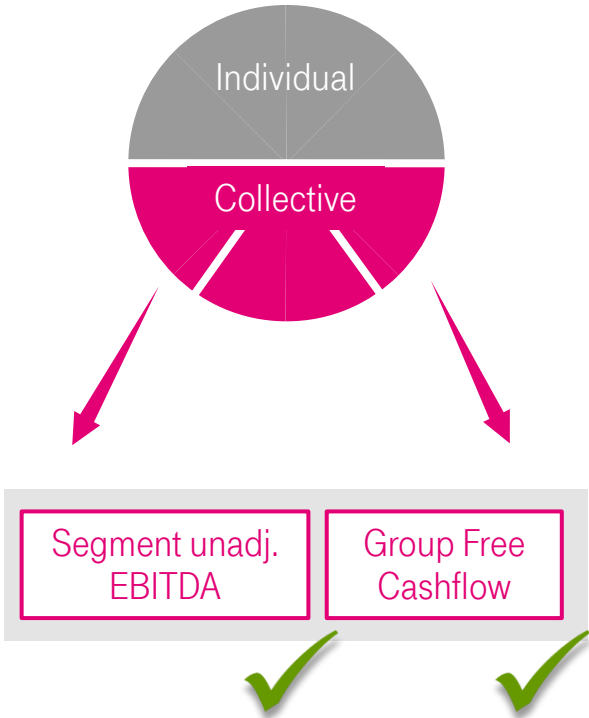 Individual
Collective
Segment unadj.
EBITDA
Group Free
Cashflow